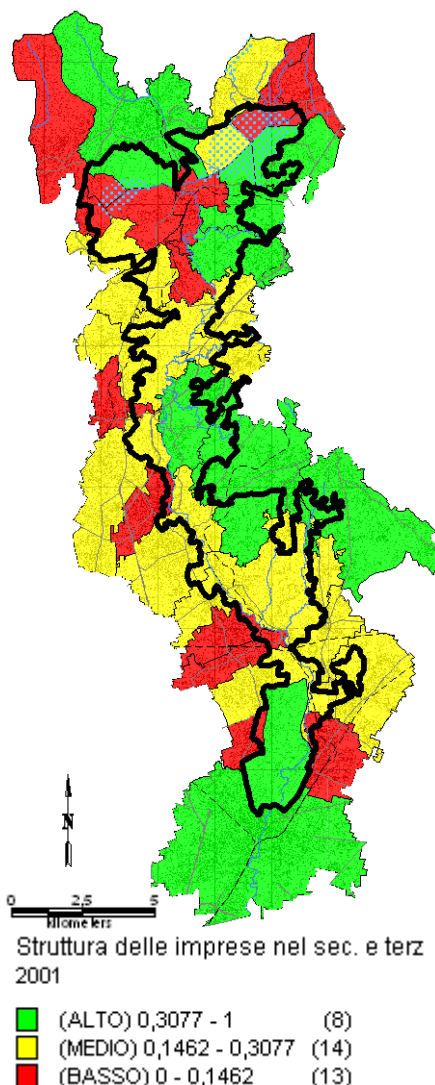 N
0 2,5 5
kilometers
Struttura delle imprese nel sec. e terz
2001
(ALTO) 0,3077 - 1 (8)
(MEDIO) 0,1462 - 0,3077 (14)
(BASSO) 0 - 0,1462 (13)